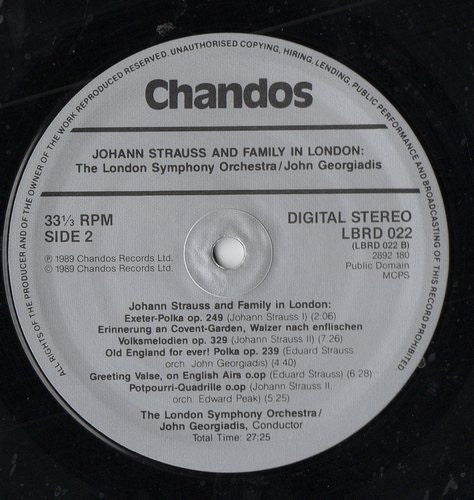 ALL RIGHTS OF THE PRODUCER AND OF THE OWNER OF THE WORK REPRODUCED RESERVED. UNAUTHORISED COPYING, HIRING, LENDING, PUBLIC PERFORMANCE AND BROADCASTING OF THIS RECORD PROHIBITED
Chandos
JOHANN STRAUSS AND FAMILY IN LONDON:
The London Symphony Orchestra/John Georgiadis
33⅓ RPM
SIDE 2
℗ 1989 Chandos Records Ltd.
© 1989 Chandos Records Ltd.
DIGITAL STEREO
LBRD 022
(LBRD 022 B)
2892 180
Public Domain
MCPS
Johann Strauss and Family in London:
Exeter-Polka op. 249 (Johann Strauss I) (2:06)
Erinnerung an Covent-Garden, Walzer nach enflischen
Volksmelodien op. 329 (Johann Strauss II) (7.26)
Old England for ever! Polka op. 239 (Eduard Strauss
orch. John Georgiadis) (4:40)
Greeting Valse, on English Airs o.op (Eduard Strauss) (6:28)
Potpourri-Quadrille o.op (Johann Strauss II,
orch. Edward Peak) (5:25)
The London Symphony Orchestra/
John Georgiadis, Conductor
Total Time: 27:25